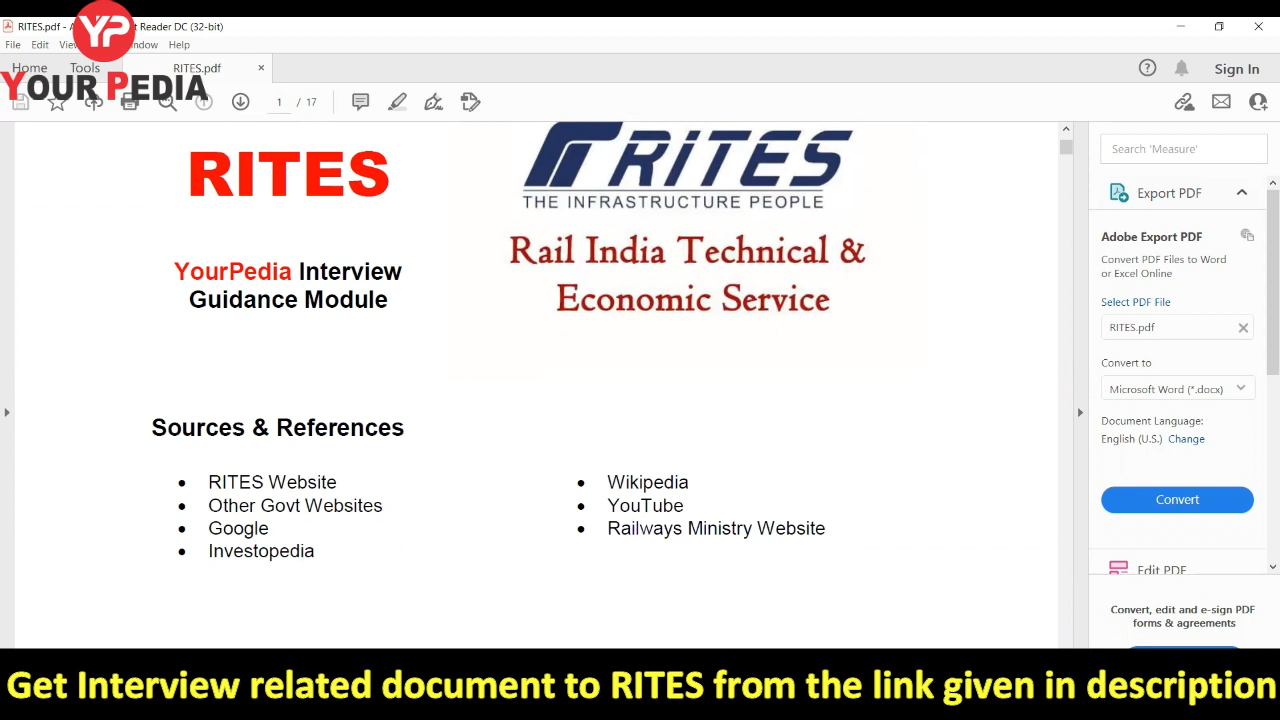 RITES.pdf - A
t Reader DC (32-bit)
YP
File Edit Vie indow Help
Home Tools RITES.pdf
YOUR PEDIA
1 / 17
Sign In
RITES
RITES
THE INFRASTRUCTURE PEOPLE
Rail India Technical &
Economic Service
YourPedia Interview
Guidance Module
Sources & References
• RITES Website
• Other Govt Websites
• Google
• Investopedia
• Wikipedia
• YouTube
• Railways Ministry Website
Search 'Measure'
Export PDF
Adobe Export PDF
Convert PDF Files to Word
or Excel Online
Select PDF File
RITES.pdf
Convert to
Microsoft Word (*.docx)
Document Language:
English (U.S.) Change
Convert
Edit PDF
Convert, edit and e-sign PDF
forms & agreements
Get Interview related document to RITES from the link given in description